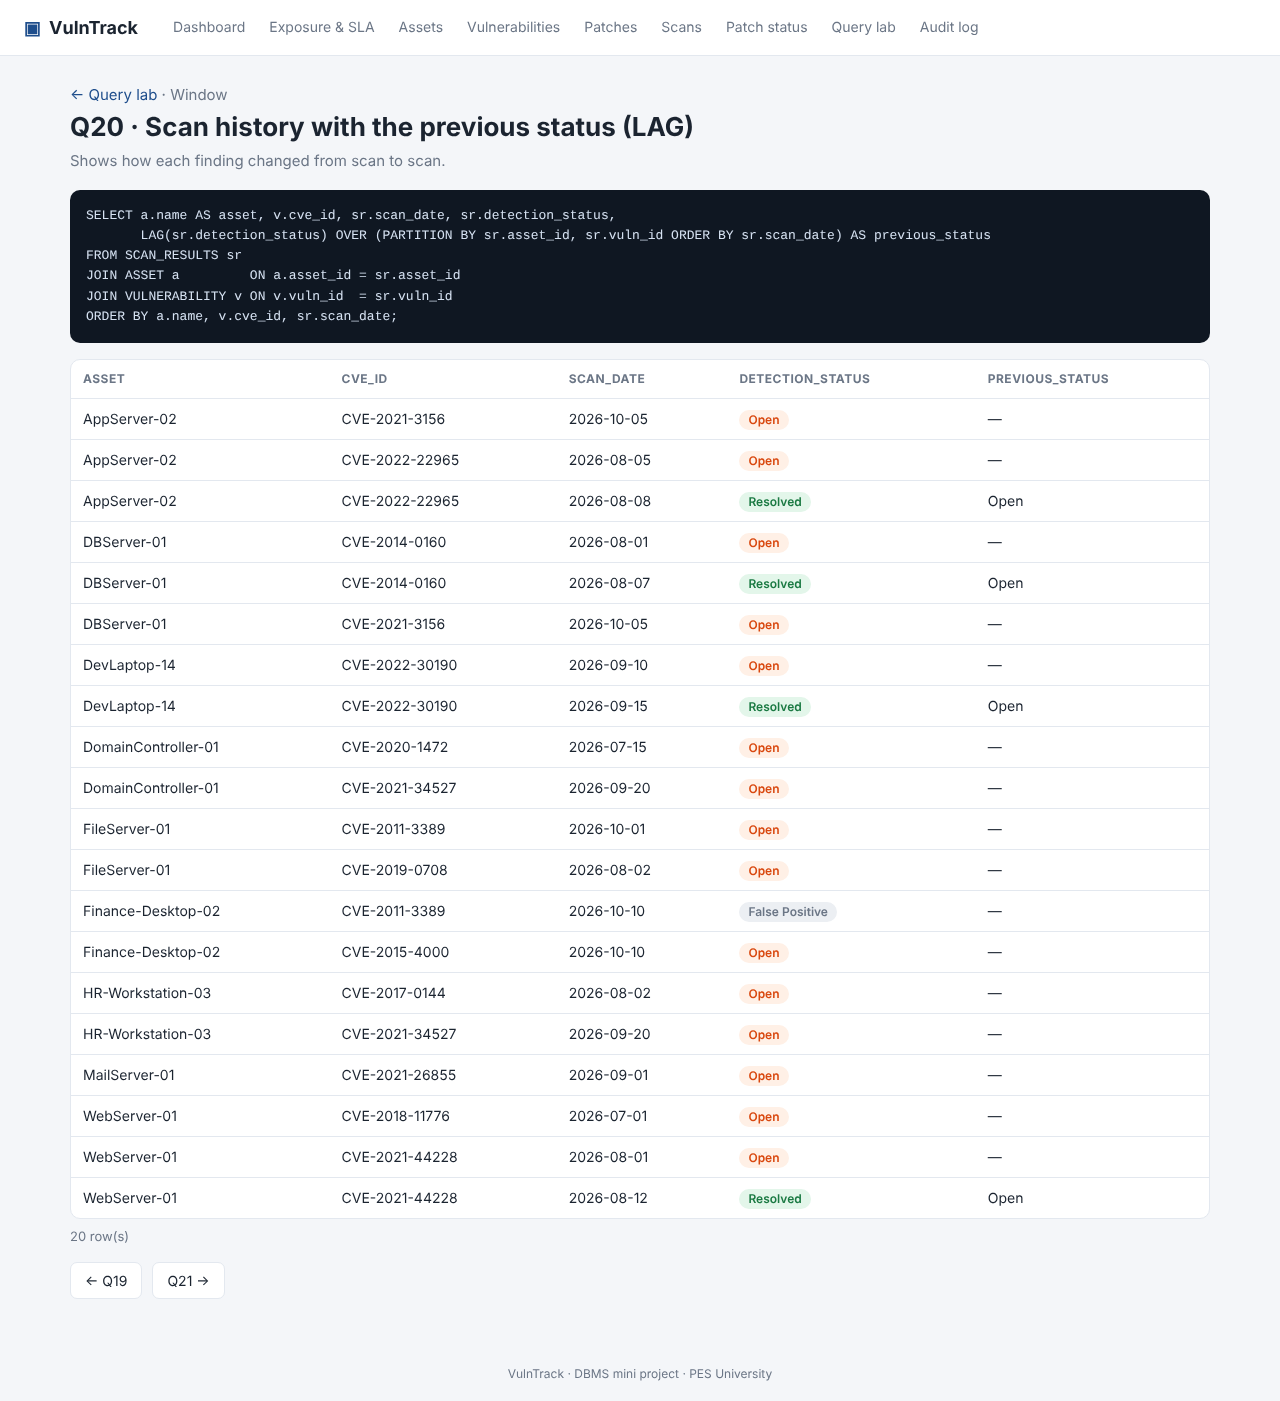 ▣ VulnTrack Dashboard Exposure & SLA Assets Vulnerabilities Patches Scans Patch status Query lab Audit log
← Query lab · Window
Q20 · Scan history with the previous status (LAG)
Shows how each finding changed from scan to scan.
SELECT a.name AS asset, v.cve_id, sr.scan_date, sr.detection_status,
       LAG(sr.detection_status) OVER (PARTITION BY sr.asset_id, sr.vuln_id ORDER BY sr.scan_date) AS previous_status
FROM SCAN_RESULTS sr
JOIN ASSET a         ON a.asset_id = sr.asset_id
JOIN VULNERABILITY v ON v.vuln_id  = sr.vuln_id
ORDER BY a.name, v.cve_id, sr.scan_date;
ASSET CVE_ID SCAN_DATE DETECTION_STATUS PREVIOUS_STATUS
AppServer-02 CVE-2021-3156 2026-10-05 Open —
AppServer-02 CVE-2022-22965 2026-08-05 Open —
AppServer-02 CVE-2022-22965 2026-08-08 Resolved Open
DBServer-01 CVE-2014-0160 2026-08-01 Open —
DBServer-01 CVE-2014-0160 2026-08-07 Resolved Open
DBServer-01 CVE-2021-3156 2026-10-05 Open —
DevLaptop-14 CVE-2022-30190 2026-09-10 Open —
DevLaptop-14 CVE-2022-30190 2026-09-15 Resolved Open
DomainController-01 CVE-2020-1472 2026-07-15 Open —
DomainController-01 CVE-2021-34527 2026-09-20 Open —
FileServer-01 CVE-2011-3389 2026-10-01 Open —
FileServer-01 CVE-2019-0708 2026-08-02 Open —
Finance-Desktop-02 CVE-2011-3389 2026-10-10 False Positive —
Finance-Desktop-02 CVE-2015-4000 2026-10-10 Open —
HR-Workstation-03 CVE-2017-0144 2026-08-02 Open —
HR-Workstation-03 CVE-2021-34527 2026-09-20 Open —
MailServer-01 CVE-2021-26855 2026-09-01 Open —
WebServer-01 CVE-2018-11776 2026-07-01 Open —
WebServer-01 CVE-2021-44228 2026-08-01 Open —
WebServer-01 CVE-2021-44228 2026-08-12 Resolved Open
20 row(s)
← Q19 Q21 →
VulnTrack · DBMS mini project · PES University